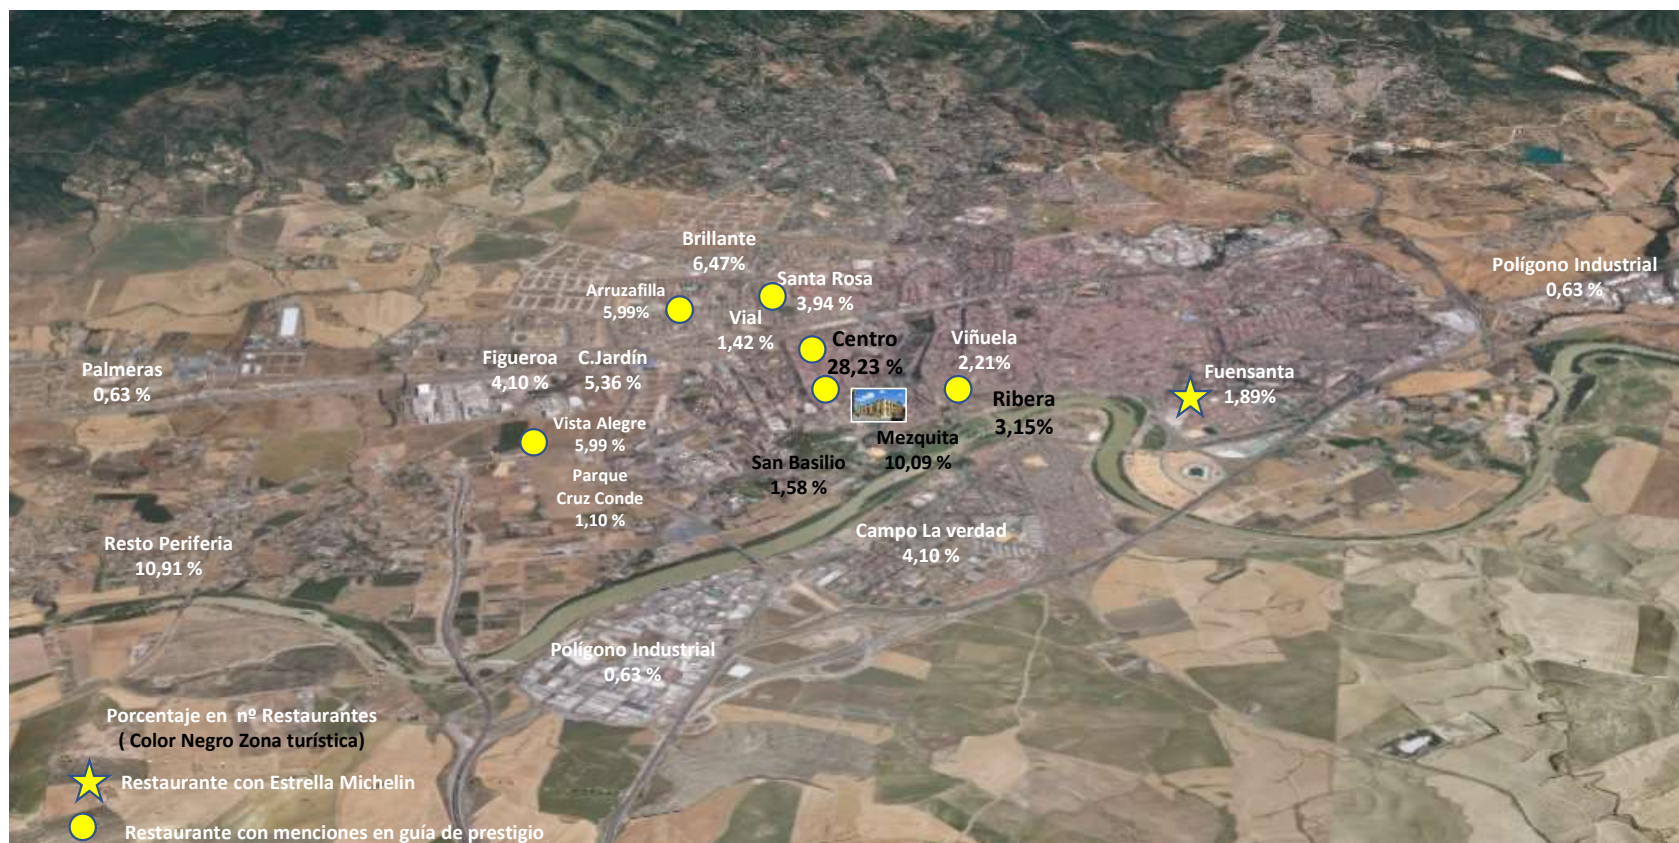 Brillante
6,47%
Polígono Industrial
0,63 %
Santa Rosa
3,94 %
Arruzafilla
5,99%
Vial
1,42 %
Centro
28,23 %
Viñuela
2,21%
Figueroa
4,10 %
C.Jardín
5,36 %
Palmeras
0,63 %
Fuensanta
1,89%
Ribera
3,15%
Vista Alegre
5,99 %
Mezquita
10,09 %
San Basilio
1,58 %
Parque
Cruz Conde
1,10 %
Campo La verdad
4,10 %
Resto Periferia
10,91 %
Polígono Industrial
0,63 %
Porcentaje en nº Restaurantes
( Color Negro Zona turística)
Restaurante con Estrella Michelin
Restaurante con menciones en guía de prestigio